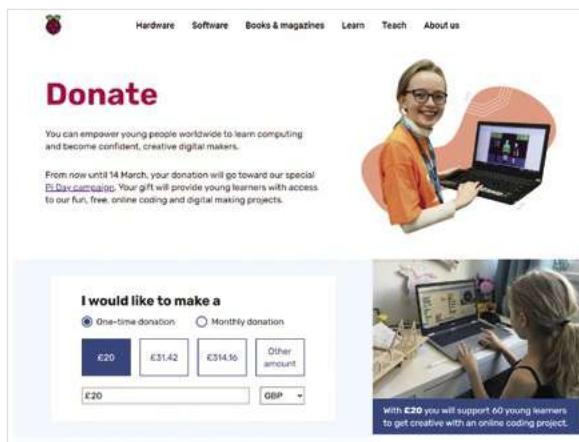 Hardware Software Books & magazines Learn Teach About us
Donate
You can empower young people worldwide to learn computing
and become confident, creative digital makers.
From now until 14 March, your donation will go toward our special
Pi Day campaign. Your gift will provide young learners with access
to our fun, free, online coding and digital making projects.
I would like to make a
One-time donation Monthly donation
£20 £31.42 £314.16 Other
amount
£20 GBP
With £20 you will support 60 young learners
to get creative with an online coding project.